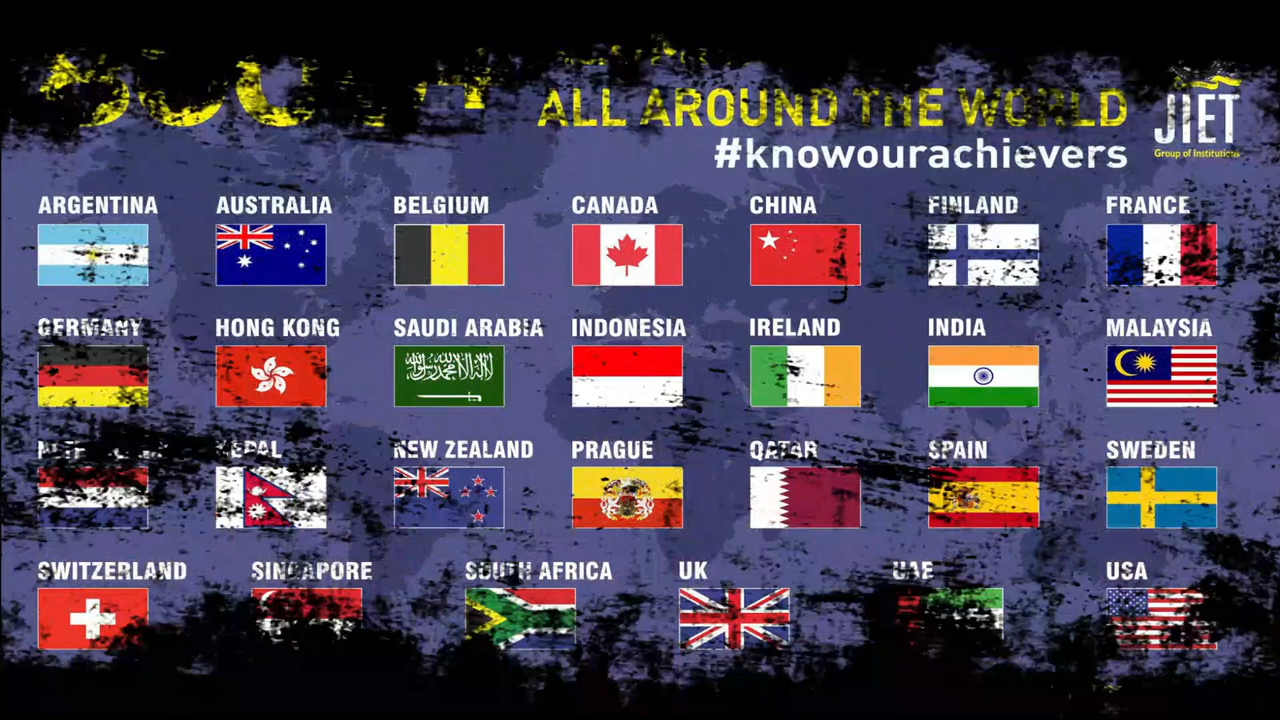 ALL AROUND THE WORLD
#knowourachievers
JIET
Group of Institutions
ARGENTINA AUSTRALIA BELGIUM CANADA CHINA FINLAND FRANCE
GERMANY HONG KONG SAUDI ARABIA INDONESIA IRELAND INDIA MALAYSIA
NEPAL NEW ZEALAND PRAGUE QATAR SPAIN SWEDEN
SWITZERLAND SINGAPORE SOUTH AFRICA UK UAE USA